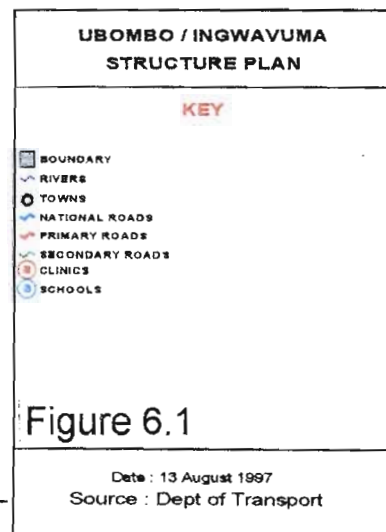 UBOMBO / INGWAVUMA
STRUCTURE PLAN
KEY
BOUNDARY
RIVERS
TOWNS
NATIONAL ROADS
PRIMARY ROADS
SECONDARY ROADS
CLINICS
SCHOOLS
Figure 6.1
Date : 13 August 1997
Source : Dept of Transport